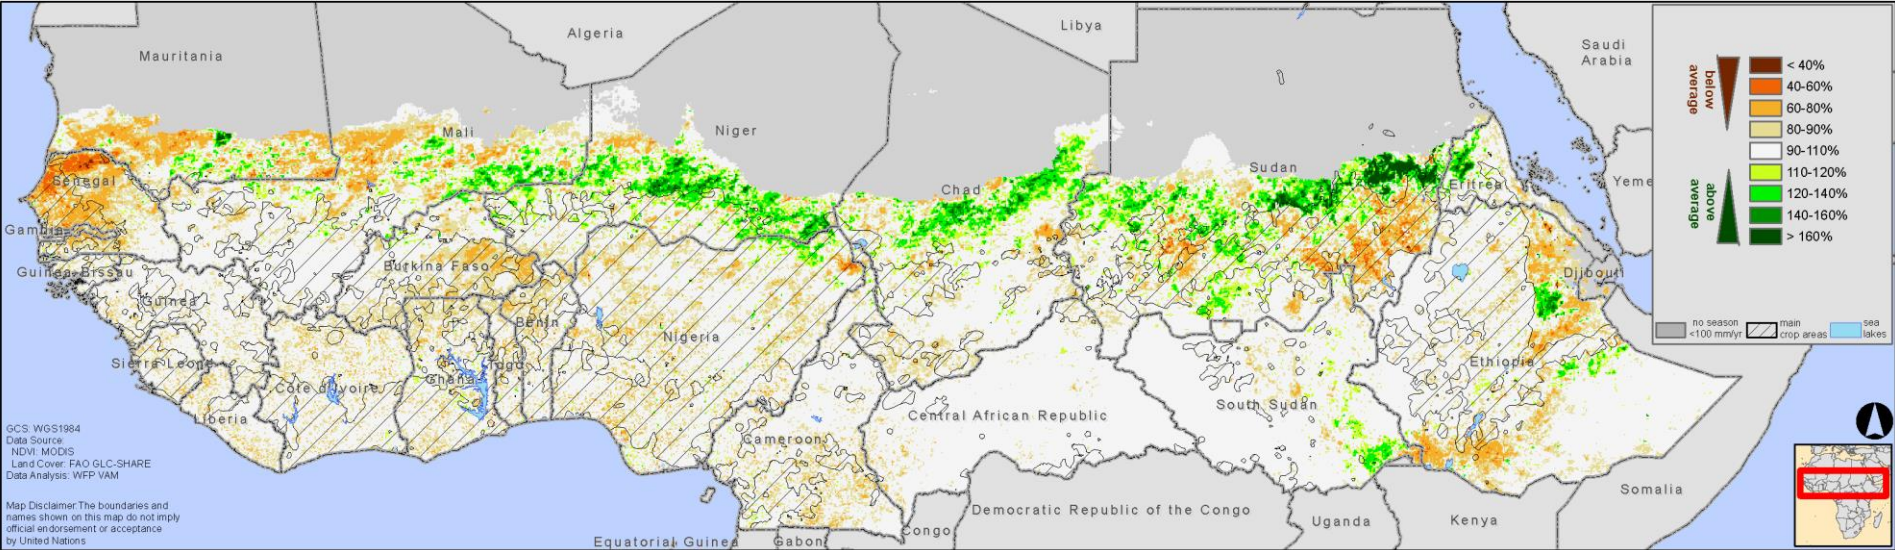 Algeria
Libya
Saudi
Arabia
Mauritania
Mali
Niger
Chad
Sudan
Eritrea
Yeme
Senegal
Gambia
Guinea-Bissau
Burkina Faso
Djibouti
Guinea
Benin
Nigeria
Sierra Leone
Togo
Ghana
Cote d'Ivoire
Ethiopia
Liberia
South Sudan
Central African Republic
Cameroon
Somalia
Democratic Republic of the Congo
Uganda
Kenya
Congo
Equatorial Guinea
Gabon
below
average
above
average
< 40%
40-60%
60-80%
80-90%
90-110%
110-120%
120-140%
140-160%
> 160%
no season
<100 mm/yr
main
crop areas
sea
lakes
GCS: WGS1984
Data Source:
NDVI: MODIS
Land Cover: FAO GLC-SHARE
Data Analysis: WFP VAM
Map Disclaimer:The boundaries and
names shown on this map do not imply
official endorsement or acceptance
by United Nations